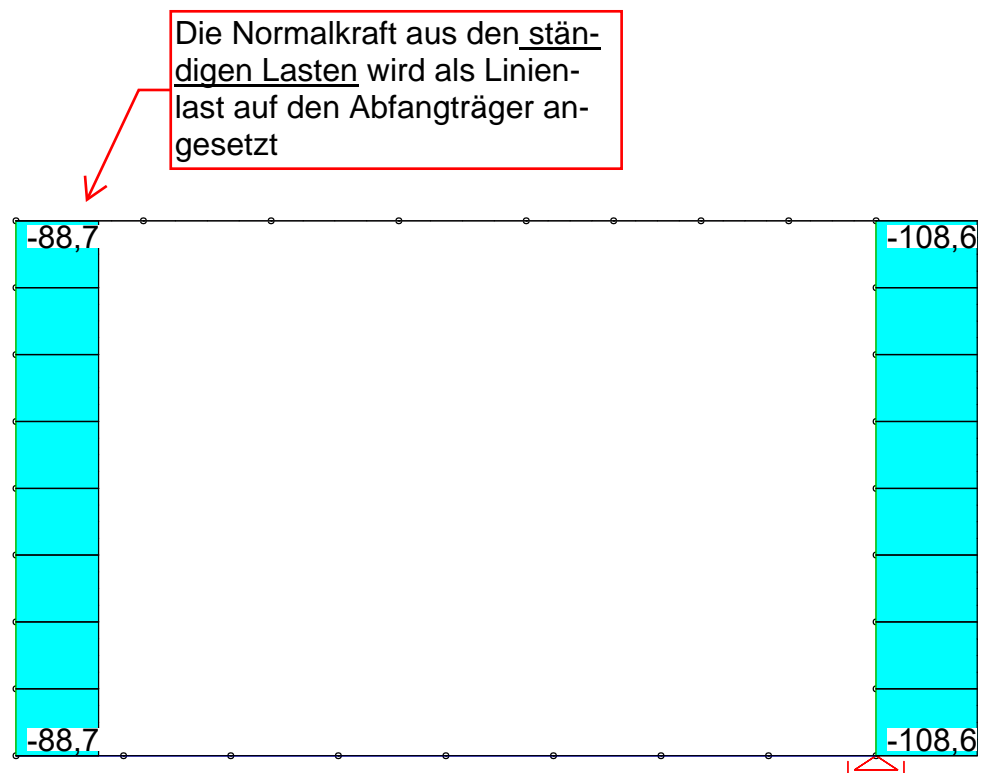 Die Normalkraft aus den stän-
digen Lasten wird als Linien-
last auf den Abfangträger an-
gesetzt
-88,7
-108,6
-88,7
-108,6